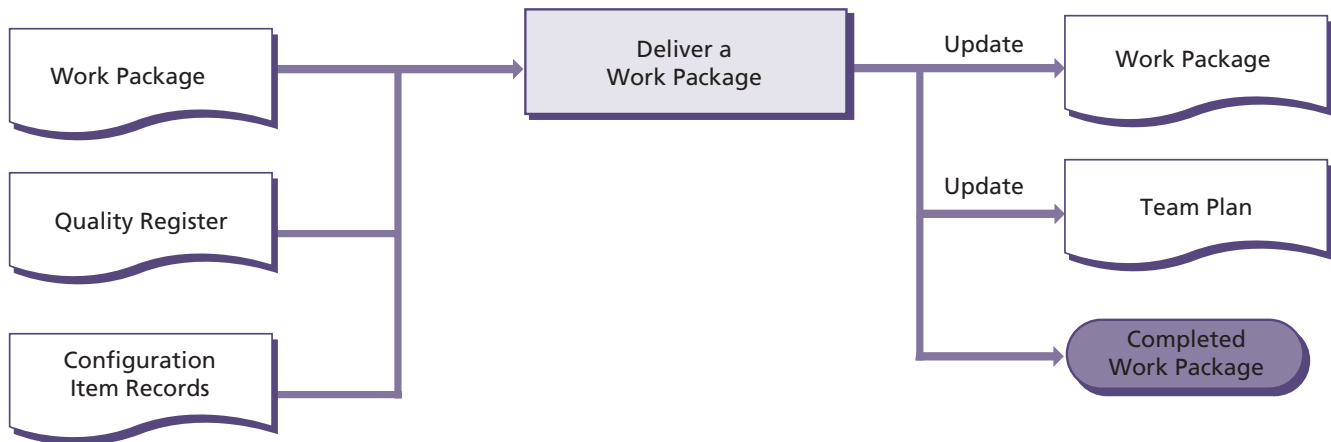 Work Package
Quality Register
Configuration
Item Records
Deliver a
Work Package
Update
Work Package
Update
Team Plan
Completed
Work Package